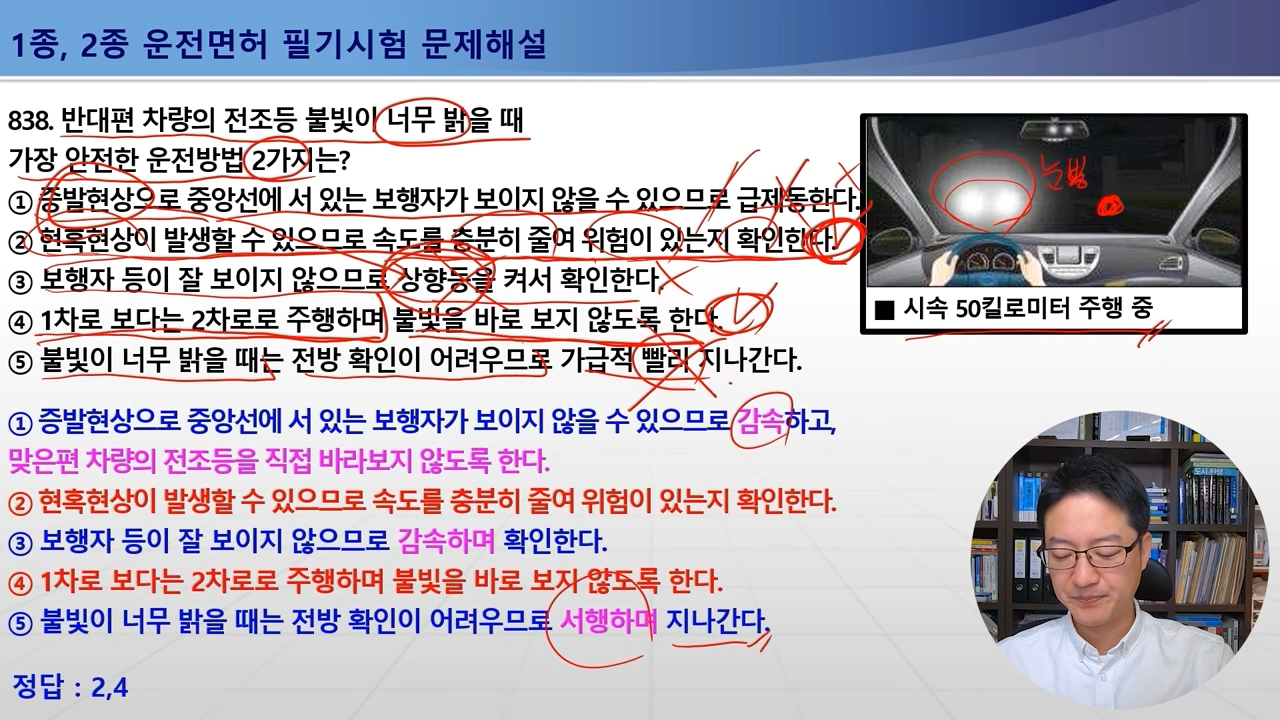 1종, 2종 운전면허 필기시험 문제해설
838. 반대편 차량의 전조등 불빛이 너무 밝을 때
가장 안전한 운전방법 2가지는?
① 증발현상으로 중앙선에 서 있는 보행자가 보이지 않을 수 있으므로 급제동한다.
② 현혹현상이 발생할 수 있으므로 속도를 충분히 줄여 위험이 있는지 확인한다.
③ 보행자 등이 잘 보이지 않으므로 상향등을 켜서 확인한다.
④ 1차로 보다는 2차로로 주행하며 불빛을 바로 보지 않도록 한다.
⑤ 불빛이 너무 밝을 때는 전방 확인이 어려우므로 가급적 빨리 지나간다.
눈뽕
■ 시속 50킬로미터 주행 중
① 증발현상으로 중앙선에 서 있는 보행자가 보이지 않을 수 있으므로 감속하고,
맞은편 차량의 전조등을 직접 바라보지 않도록 한다.
② 현혹현상이 발생할 수 있으므로 속도를 충분히 줄여 위험이 있는지 확인한다.
③ 보행자 등이 잘 보이지 않으므로 감속하며 확인한다.
④ 1차로 보다는 2차로로 주행하며 불빛을 바로 보지 않도록 한다.
⑤ 불빛이 너무 밝을 때는 전방 확인이 어려우므로 서행하며 지나간다.
정답 : 2,4